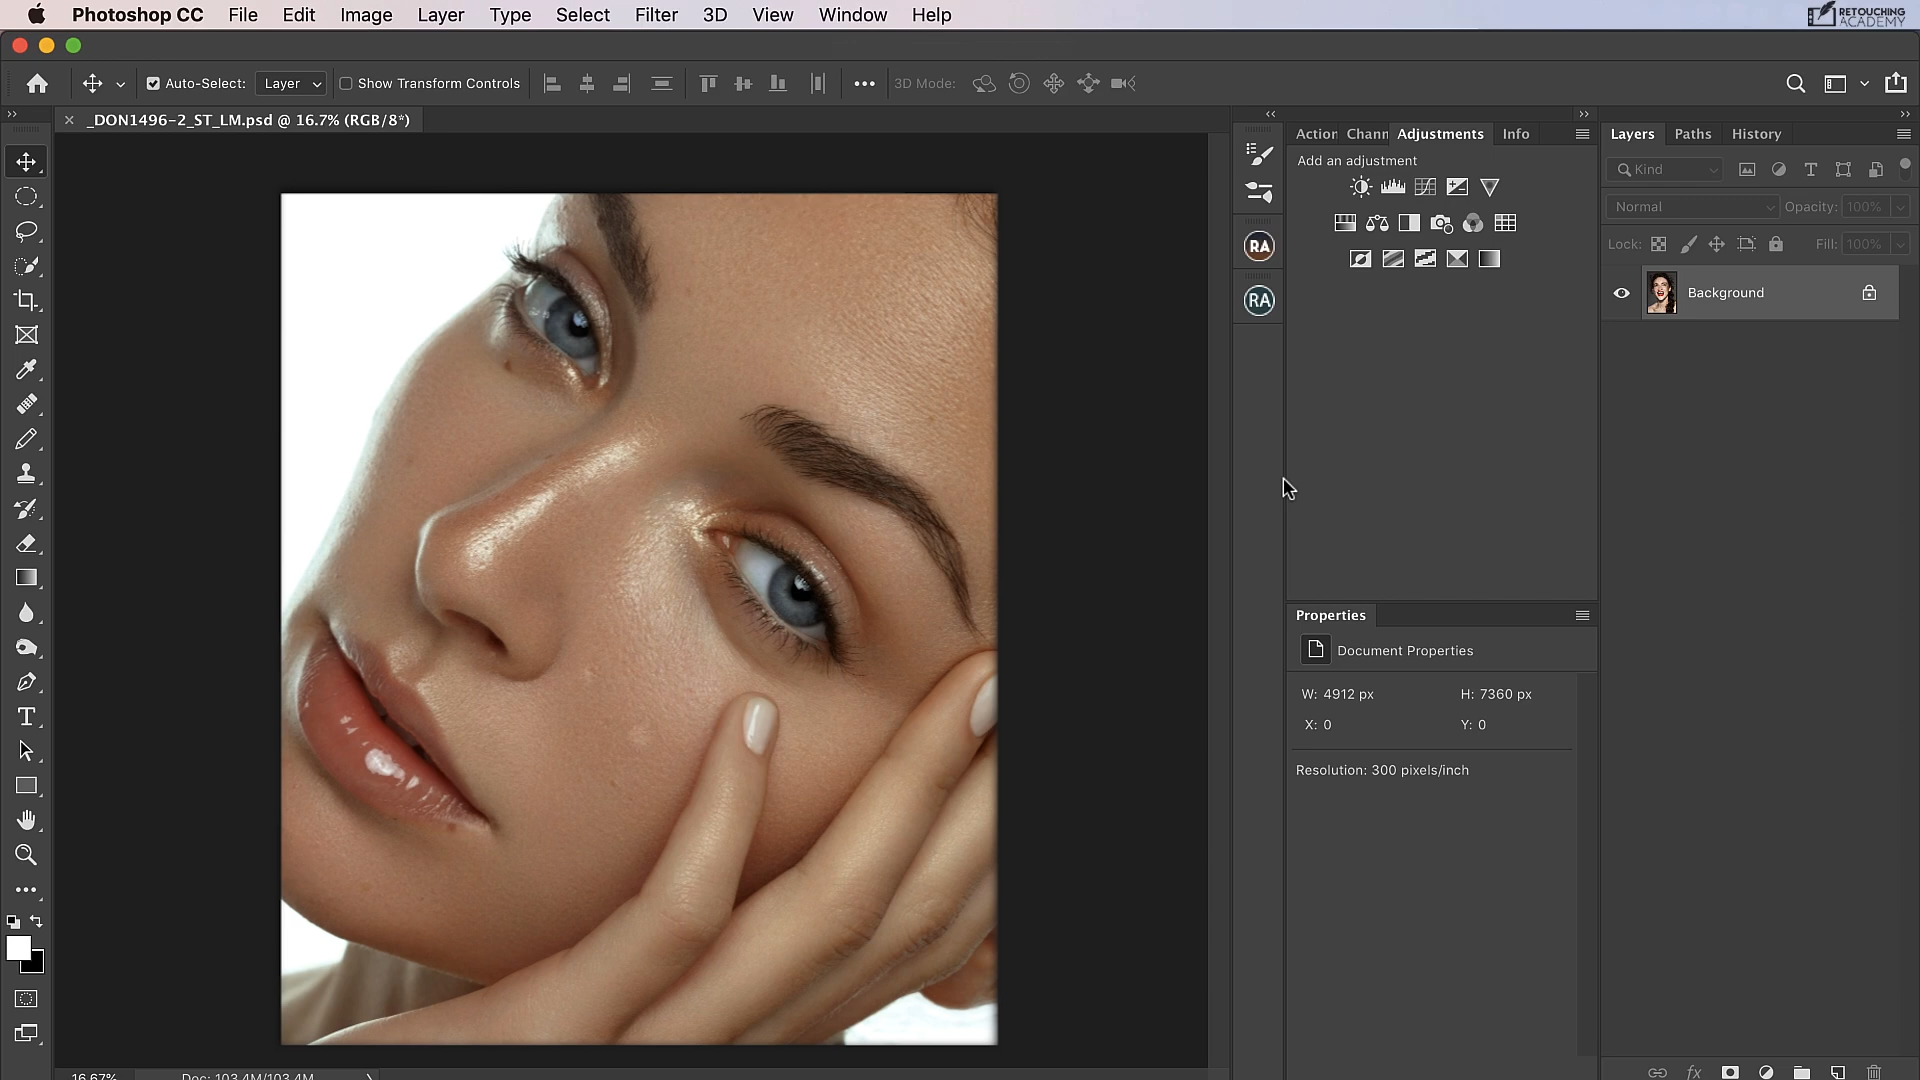 Photoshop CC File Edit Image Layer Type Select Filter 3D View Window Help
RETOUCHING
ACADEMY
Auto-Select: Layer Show Transform Controls 3D Mode:
_DON1496-2_ST_LM.psd @ 16.7% (RGB/8*)
Action Chann Adjustments Info
Layers Paths History
Add an adjustment
Kind
Normal Opacity: 100%
Lock: Fill: 100%
RA
RA
Background
Properties
Document Properties
W: 4912 px H: 7360 px
X: 0 Y: 0
Resolution: 300 pixels/inch
16.67% Doc: 103.4M/103.4M